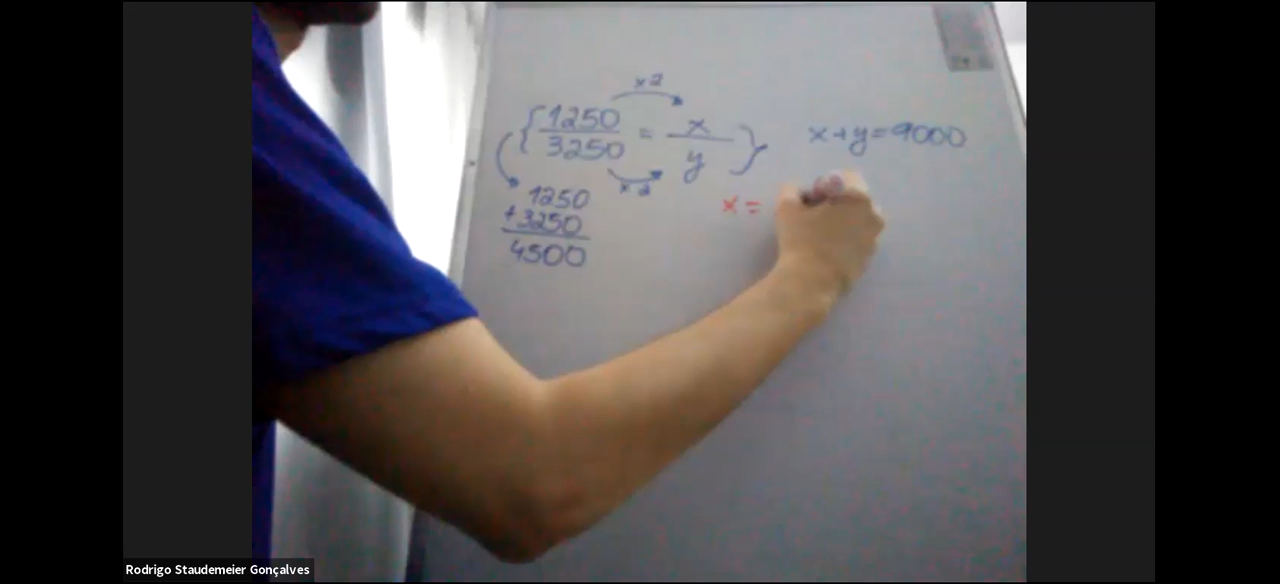 x2
1250 = x
3250 y
x2
x+y=9000
1250
+3250
4500
x=
Rodrigo Staudemeier Gonçalves